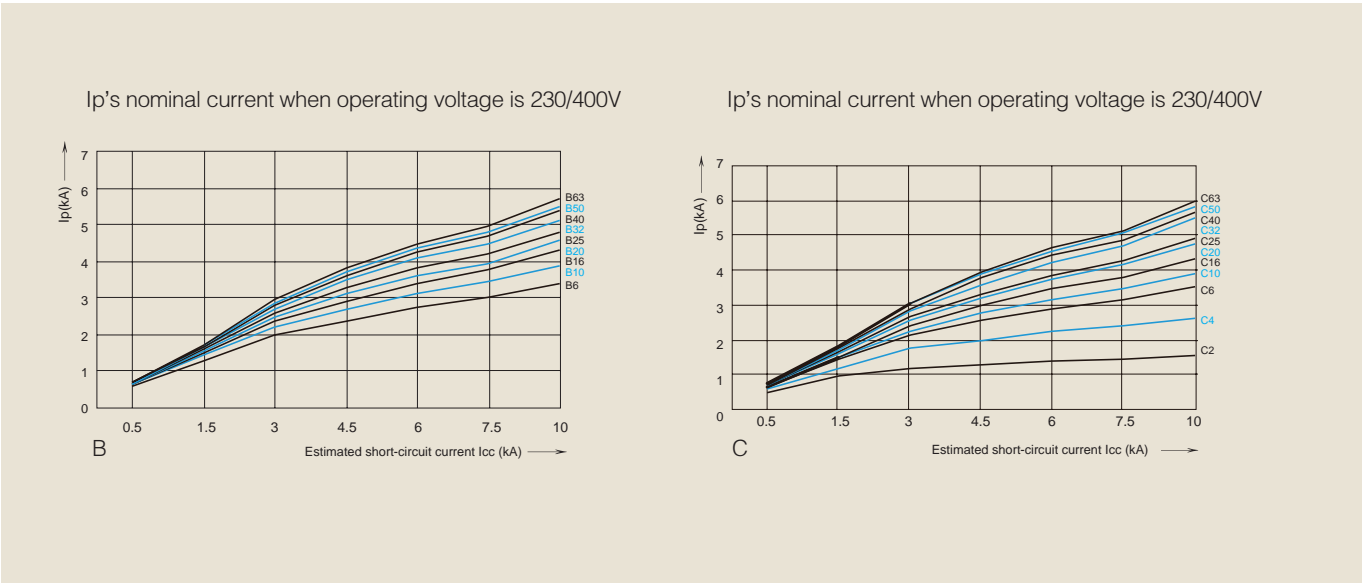 Ip's nominal current when operating voltage is 230/400V
Ip(kA)
7
6
5
4
3
2
1
0
B63
B50
B40
B32
B25
B20
B16
B10
B6
0.5 1.5 3 4.5 6 7.5 10
B
Estimated short-circuit current Icc (kA)
Ip's nominal current when operating voltage is 230/400V
Ip(kA)
7
6
5
4
3
2
1
0
C63
C50
C40
C32
C25
C20
C16
C10
C6
C4
C2
0.5 1.5 3 4.5 6 7.5 10
C
Estimated short-circuit current Icc (kA)